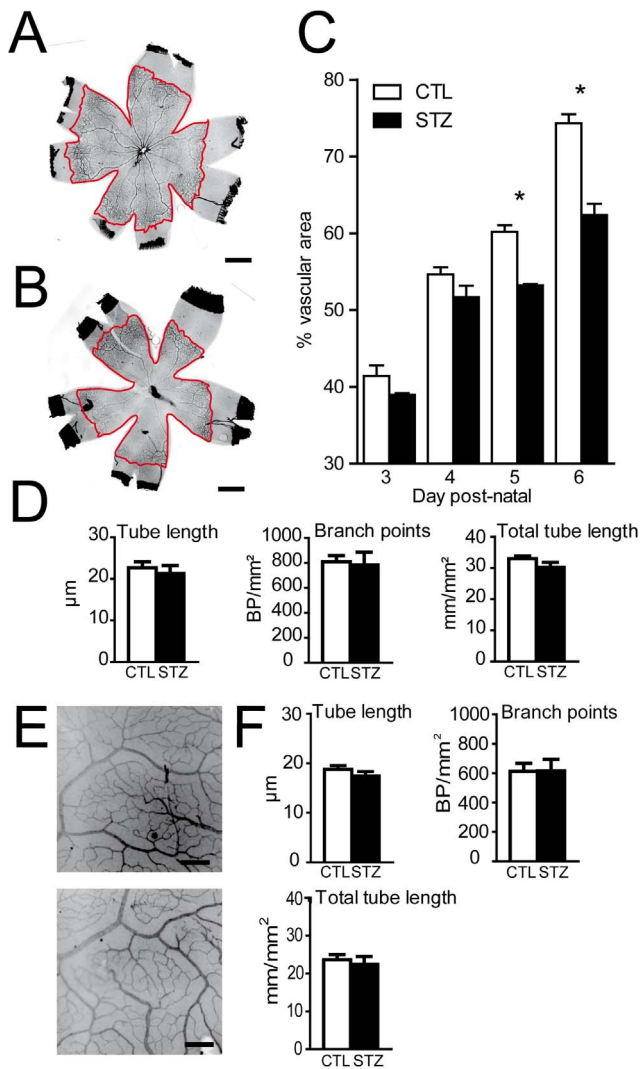 A
B
C
CTL
STZ
% vascular area
80
70
60
50
40
30
*
*
3 4 5 6
Day post-natal
D
Tube length
µm
30
20
10
0
CTL STZ
Branch points
BP/mm²
1000
800
600
400
200
0
CTL STZ
Total tube length
mm/mm²
40
30
20
10
0
CTL STZ
E
F
Tube length
µm
30
20
10
0
CTL STZ
Branch points
BP/mm²
1000
800
600
400
200
0
CTL STZ
Total tube length
mm/mm²
40
30
20
10
0
CTL STZ